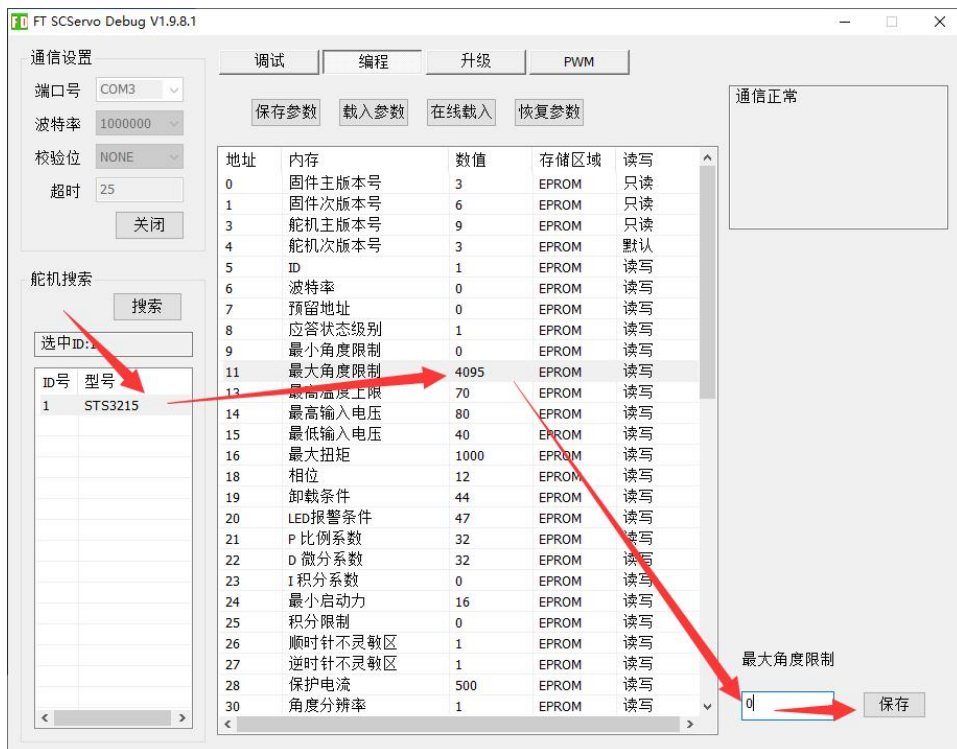 FT SCServo Debug V1.9.8.1
通信设置
端口号 COM3
波特率 1000000
校验位 NONE
超时 25
关闭
舵机搜索
搜索
选中ID:1
ID号 型号
1 STS3215
调试 编程 升级 PWM
保存参数 载入参数 在线载入 恢复参数
地址 内存 数值 存储区域 读写
0 固件主版本号 3 EPROM 只读
1 固件次版本号 6 EPROM 只读
3 舵机主版本号 9 EPROM 只读
4 舵机次版本号 3 EPROM 默认
5 ID 1 EPROM 读写
6 波特率 0 EPROM 读写
7 预留地址 0 EPROM 读写
8 应答状态级别 1 EPROM 读写
9 最小角度限制 0 EPROM 读写
11 最大角度限制 4095 EPROM 读写
13 最高温度上限 70 EPROM 读写
14 最高输入电压 80 EPROM 读写
15 最低输入电压 40 EPROM 读写
16 最大扭矩 1000 EPROM 读写
18 相位 12 EPROM 读写
19 卸载条件 44 EPROM 读写
20 LED报警条件 47 EPROM 读写
21 P 比例系数 32 EPROM 读写
22 D 微分系数 32 EPROM 读写
23 I 积分系数 0 EPROM 读写
24 最小启动力 16 EPROM 读写
25 积分限制 0 EPROM 读写
26 顺时针不灵敏区 1 EPROM 读写
27 逆时针不灵敏区 1 EPROM 读写
28 保护电流 500 EPROM 读写
30 角度分辨率 1 EPROM 读写
通信正常
最大角度限制
0 保存